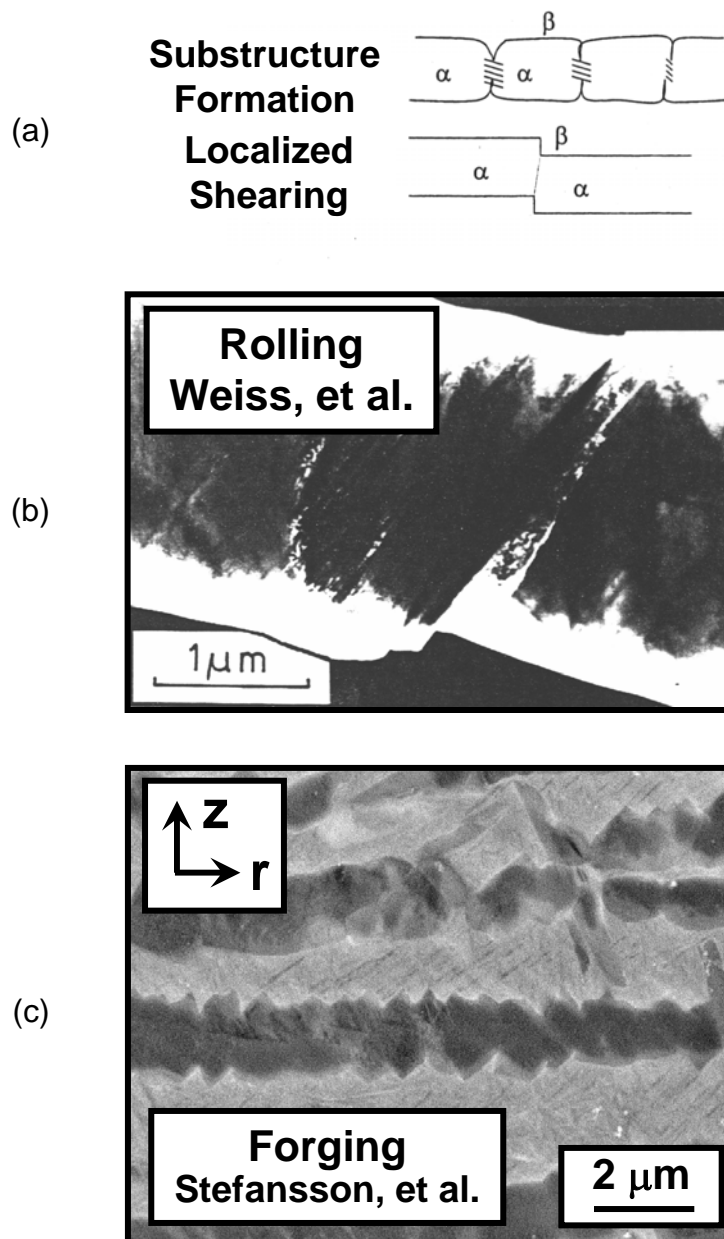 (a)
Substructure
Formation
β
α α
Localized
Shearing
β
α
α
(b)
Rolling
Weiss, et al.
1μm
(c)
z
r
Forging
Stefansson, et al.
2 μm